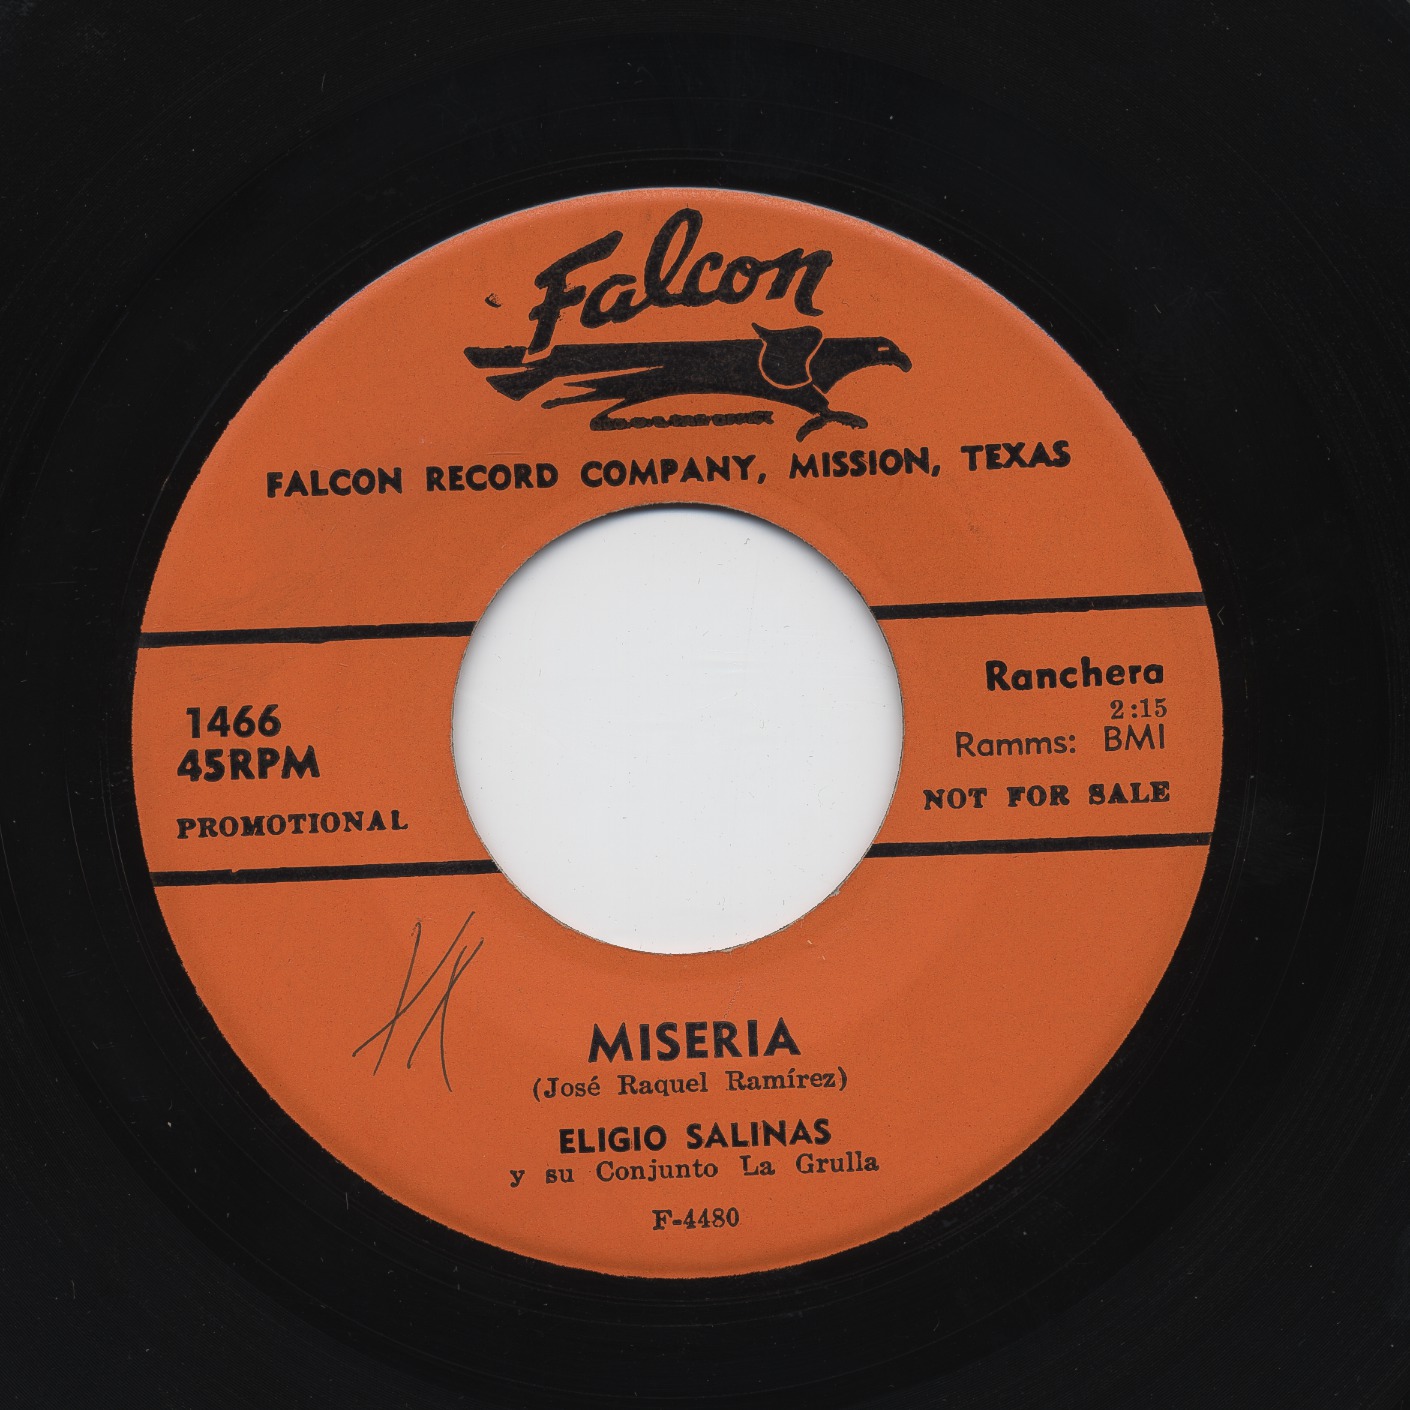 Falcon
FALCON RECORD COMPANY, MISSION, TEXAS
1466
45RPM
PROMOTIONAL
Ranchera
2:15
Ramms: BMI
NOT FOR SALE
MISERIA
(José Raquel Ramírez)
ELIGIO SALINAS
y su Conjunto La Grulla
F-4480